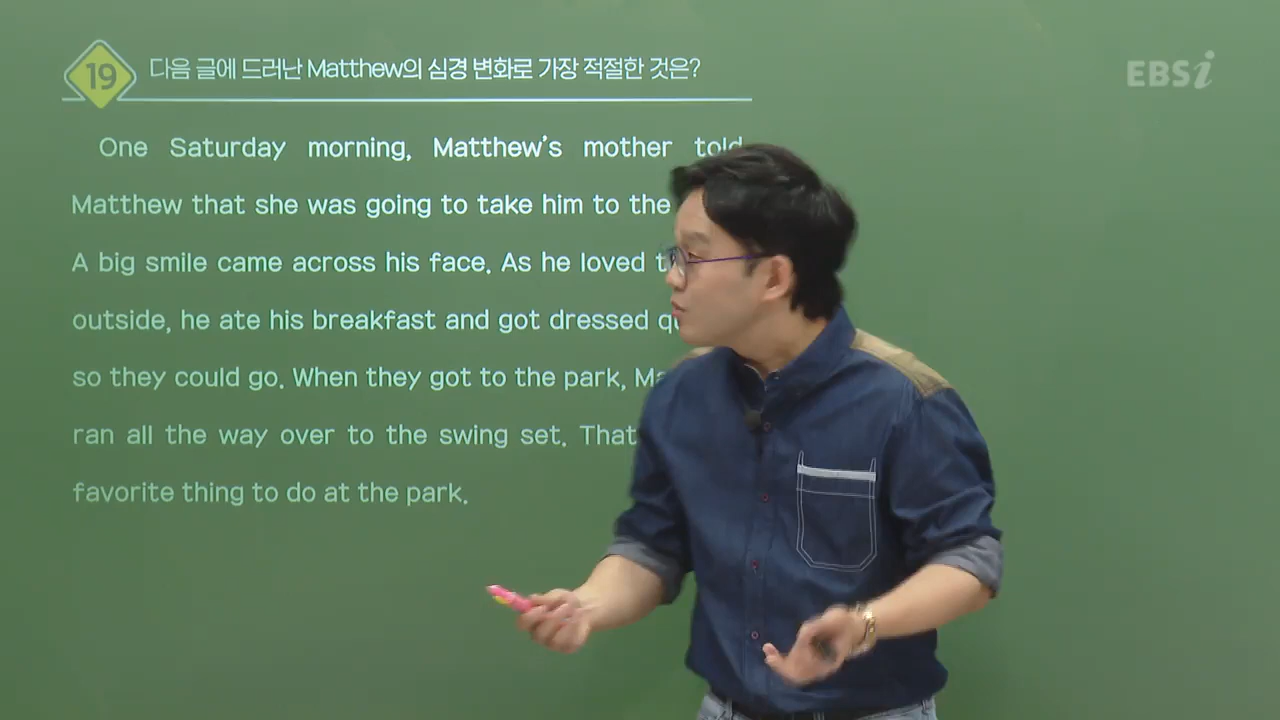 19 다음 글에 드러난 Matthew의 심경 변화로 가장 적절한 것은?
EBSi
One Saturday morning, Matthew's mother told
Matthew that she was going to take him to the
A big smile came across his face. As he loved
outside, he ate his breakfast and got dressed
so they could go. When they got to the park,
ran all the way over to the swing set. That
favorite thing to do at the park.